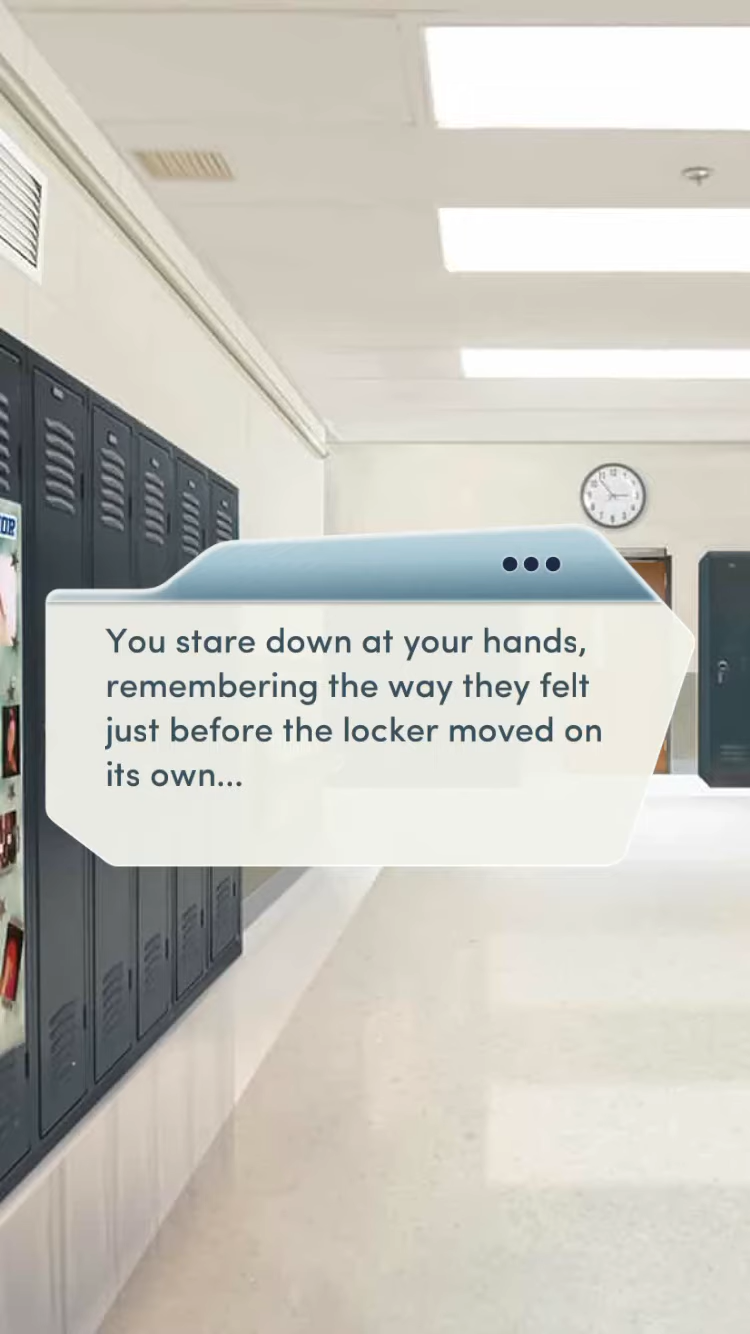 You stare down at your hands,
remembering the way they felt
just before the locker moved on
its own...